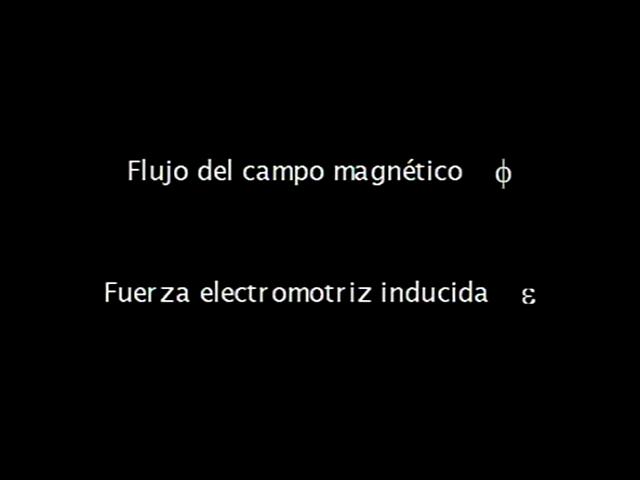 Flujo del campo magnético ϕ
Fuerza electromotriz inducida ε